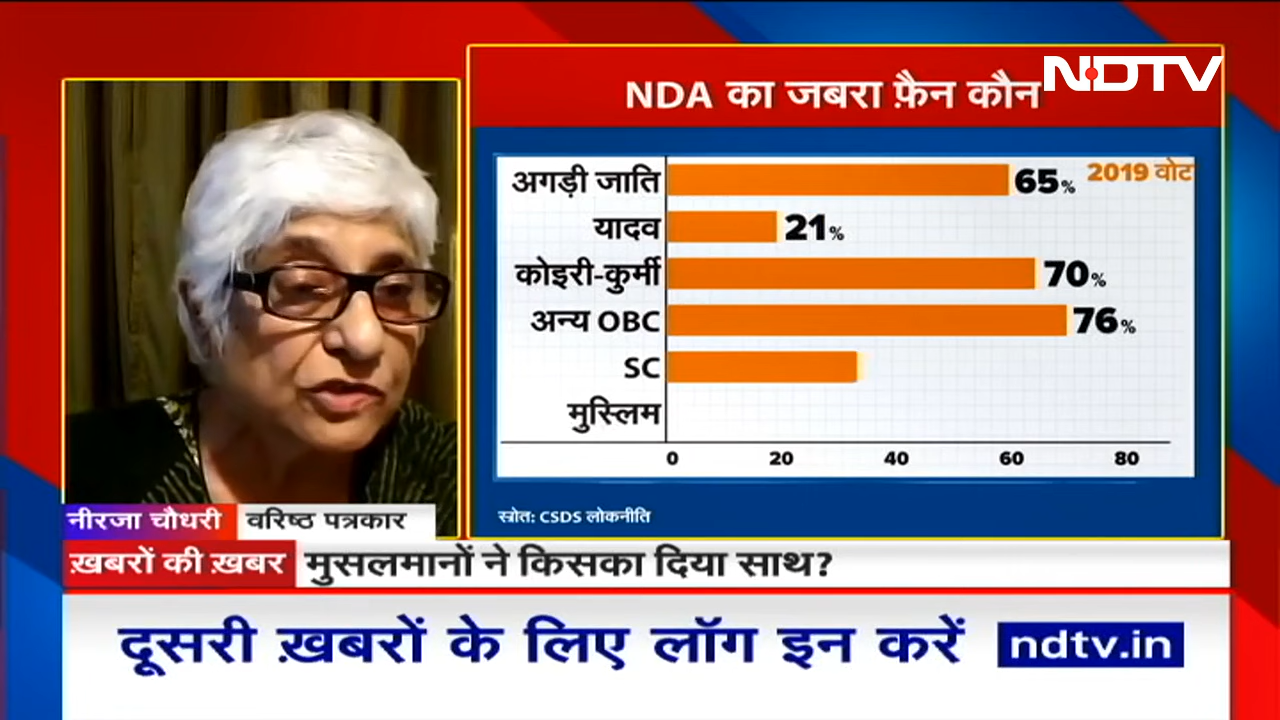 NDTV
NDA का जबरा फ़ैन कौन
2019 वोट
अगड़ी जाति 65%
यादव 21%
कोइरी-कुर्मी 70%
अन्य OBC 76%
SC
मुस्लिम
0 20 40 60 80
स्रोत: CSDS लोकनीति
नीरजा चौधरी वरिष्ठ पत्रकार
ख़बरों की ख़बर मुसलमानों ने किसका दिया साथ?
दूसरी ख़बरों के लिए लॉग इन करें ndtv.in